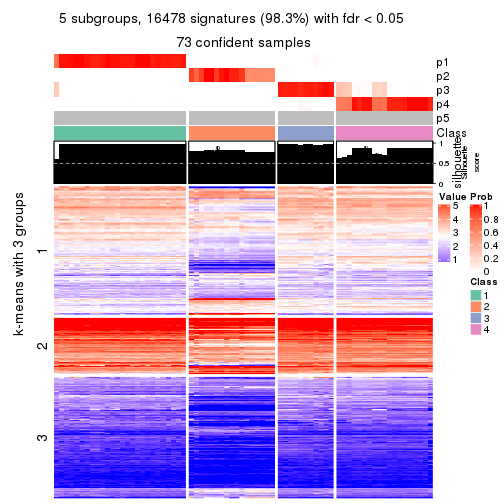 5 subgroups, 16478 signatures (98.3%) with fdr < 0.05
73 confident samples
p1
p2
p3
p4
p5
Class
1
0.5
0
silhouette
Silhouette
score
k-means with 3 groups
1
2
3
Value
5
4
3
2
1
Prob
1
0.8
0.6
0.4
0.2
0
Class
1
2
3
4